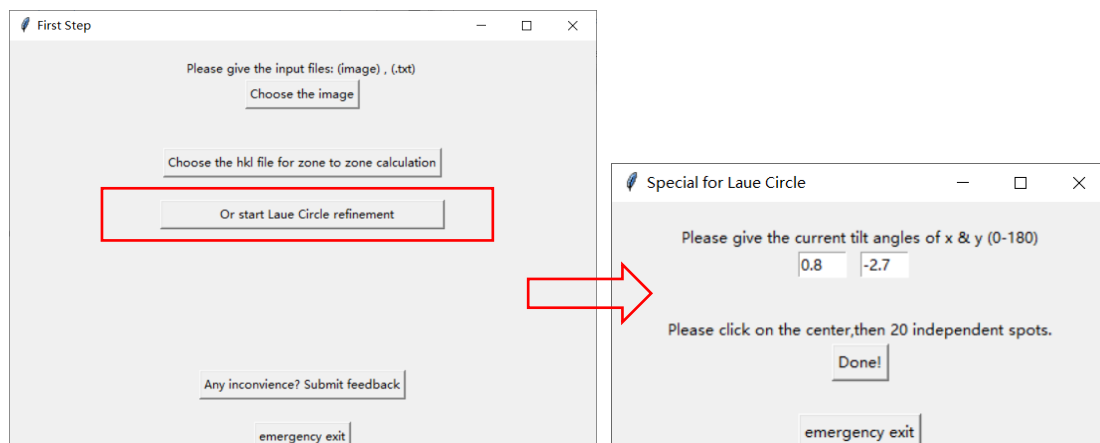 First Step
Please give the input files: (image) , (.txt)
Choose the image
Choose the hkl file for zone to zone calculation
Or start Laue Circle refinement
Any inconvience? Submit feedback
emergency exit
Special for Laue Circle
Please give the current tilt angles of x & y (0-180)
0.8 -2.7
Please click on the center,then 20 independent spots.
Done!
emergency exit